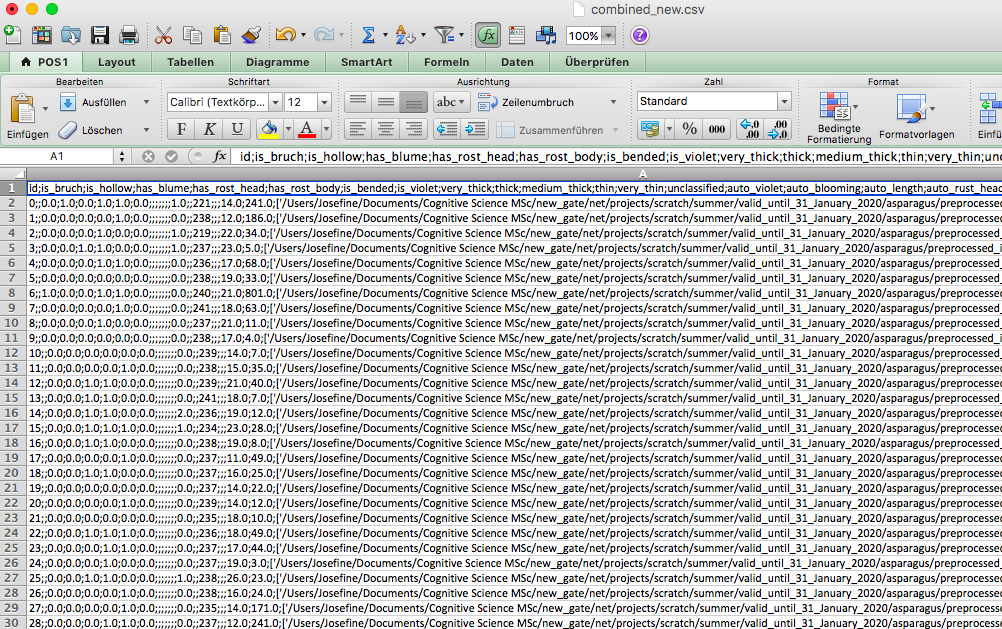 combined_new.csv
100%
POS1 Layout Tabellen Diagramme SmartArt Formeln Daten Überprüfen
Bearbeiten Schriftart Ausrichtung Zahl Format
Einfügen Ausfüllen Löschen
Calibri (Textkörp... 12
F K U A
abc Zeilenumbruch
Zusammenführen
Standard
% 000 ,0 ,00 ,00 ,0
Bedingte
Formatierung Formatvorlagen Einfü
A1 fx id;is_bruch;is_hollow;has_blume;has_rost_head;has_rost_body;is_bended;is_violet;very_thick;thick;medium_thick;thin;very_thin;unc
A
1 id;is_bruch;is_hollow;has_blume;has_rost_head;has_rost_body;is_bended;is_violet;very_thick;thick;medium_thick;thin;very_thin;unclassified;auto_violet;auto_blooming;auto_length;auto_rust_head
2 0;;0.0;1.0;0.0;1.0;1.0;0.0;;;;;;;1.0;;221;;;14.0;241.0;['/Users/Josefine/Documents/Cognitive Science MSc/new_gate/net/projects/scratch/summer/valid_until_31_January_2020/asparagus/preprocessed
3 1;;0.0;0.0;0.0;0.0;1.0;0.0;;;;;;;0.0;;238;;;12.0;186.0;['/Users/Josefine/Documents/Cognitive Science MSc/new_gate/net/projects/scratch/summer/valid_until_31_January_2020/asparagus/preprocessed
4 2;;0.0;0.0;1.0;0.0;1.0;0.0;;;;;;;1.0;;219;;;22.0;34.0;['/Users/Josefine/Documents/Cognitive Science MSc/new_gate/net/projects/scratch/summer/valid_until_31_January_2020/asparagus/preprocessed_i
5 3;;0.0;0.0;1.0;1.0;0.0;0.0;;;;;;;1.0;;237;;;23.0;5.0;['/Users/Josefine/Documents/Cognitive Science MSc/new_gate/net/projects/scratch/summer/valid_until_31_January_2020/asparagus/preprocessed_in
6 4;;0.0;0.0;0.0;1.0;1.0;0.0;;;;;;;0.0;;236;;;17.0;68.0;['/Users/Josefine/Documents/Cognitive Science MSc/new_gate/net/projects/scratch/summer/valid_until_31_January_2020/asparagus/preprocessed_i
7 5;;0.0;0.0;0.0;1.0;0.0;0.0;;;;;;;0.0;;238;;;19.0;33.0;['/Users/Josefine/Documents/Cognitive Science MSc/new_gate/net/projects/scratch/summer/valid_until_31_January_2020/asparagus/preprocessed_i
8 6;;1.0;0.0;0.0;1.0;1.0;0.0;;;;;;;0.0;;240;;;21.0;801.0;['/Users/Josefine/Documents/Cognitive Science MSc/new_gate/net/projects/scratch/summer/valid_until_31_January_2020/asparagus/preprocessed
9 7;;0.0;0.0;0.0;0.0;1.0;0.0;;;;;;;0.0;;241;;;18.0;63.0;['/Users/Josefine/Documents/Cognitive Science MSc/new_gate/net/projects/scratch/summer/valid_until_31_January_2020/asparagus/preprocessed_i
10 8;;0.0;0.0;0.0;1.0;0.0;0.0;;;;;;;0.0;;237;;;21.0;11.0;['/Users/Josefine/Documents/Cognitive Science MSc/new_gate/net/projects/scratch/summer/valid_until_31_January_2020/asparagus/preprocessed_i
11 9;;0.0;0.0;0.0;0.0;0.0;0.0;;;;;;;0.0;;238;;;17.0;4.0;['/Users/Josefine/Documents/Cognitive Science MSc/new_gate/net/projects/scratch/summer/valid_until_31_January_2020/asparagus/preprocessed_in
12 10;;0.0;0.0;0.0;0.0;0.0;0.0;;;;;;;0.0;;239;;;14.0;7.0;['/Users/Josefine/Documents/Cognitive Science MSc/new_gate/net/projects/scratch/summer/valid_until_31_January_2020/asparagus/preprocessed_i
13 11;;0.0;0.0;0.0;0.0;1.0;0.0;;;;;;;0.0;;238;;;15.0;35.0;['/Users/Josefine/Documents/Cognitive Science MSc/new_gate/net/projects/scratch/summer/valid_until_31_January_2020/asparagus/preprocessed_
14 12;;0.0;0.0;1.0;1.0;0.0;0.0;;;;;;;0.0;;239;;;21.0;40.0;['/Users/Josefine/Documents/Cognitive Science MSc/new_gate/net/projects/scratch/summer/valid_until_31_January_2020/asparagus/preprocessed_
15 13;;0.0;0.0;1.0;1.0;0.0;0.0;;;;;;;0.0;;241;;;18.0;7.0;['/Users/Josefine/Documents/Cognitive Science MSc/new_gate/net/projects/scratch/summer/valid_until_31_January_2020/asparagus/preprocessed_i
16 14;;0.0;0.0;1.0;1.0;0.0;0.0;;;;;;;2.0;;236;;;19.0;12.0;['/Users/Josefine/Documents/Cognitive Science MSc/new_gate/net/projects/scratch/summer/valid_until_31_January_2020/asparagus/preprocessed_
17 15;;0.0;0.0;1.0;1.0;0.0;0.0;;;;;;;1.0;;234;;;23.0;28.0;['/Users/Josefine/Documents/Cognitive Science MSc/new_gate/net/projects/scratch/summer/valid_until_31_January_2020/asparagus/preprocessed_
18 16;;0.0;0.0;0.0;1.0;0.0;0.0;;;;;;;0.0;;238;;;19.0;8.0;['/Users/Josefine/Documents/Cognitive Science MSc/new_gate/net/projects/scratch/summer/valid_until_31_January_2020/asparagus/preprocessed_i
19 17;;0.0;0.0;0.0;0.0;1.0;0.0;;;;;;;0.0;;237;;;11.0;49.0;['/Users/Josefine/Documents/Cognitive Science MSc/new_gate/net/projects/scratch/summer/valid_until_31_January_2020/asparagus/preprocessed_
20 18;;0.0;0.0;1.0;1.0;0.0;0.0;;;;;;;0.0;;237;;;16.0;25.0;['/Users/Josefine/Documents/Cognitive Science MSc/new_gate/net/projects/scratch/summer/valid_until_31_January_2020/asparagus/preprocessed_
21 19;;0.0;0.0;0.0;0.0;0.0;0.0;;;;;;;0.0;;237;;;14.0;22.0;['/Users/Josefine/Documents/Cognitive Science MSc/new_gate/net/projects/scratch/summer/valid_until_31_January_2020/asparagus/preprocessed_
22 20;;0.0;0.0;0.0;0.0;0.0;0.0;;;;;;;0.0;;239;;;14.0;12.0;['/Users/Josefine/Documents/Cognitive Science MSc/new_gate/net/projects/scratch/summer/valid_until_31_January_2020/asparagus/preprocessed_
23 21;;0.0;0.0;0.0;1.0;0.0;0.0;;;;;;;0.0;;235;;;18.0;10.0;['/Users/Josefine/Documents/Cognitive Science MSc/new_gate/net/projects/scratch/summer/valid_until_31_January_2020/asparagus/preprocessed_
24 22;;0.0;0.0;1.0;1.0;0.0;0.0;;;;;;;0.0;;236;;;18.0;49.0;['/Users/Josefine/Documents/Cognitive Science MSc/new_gate/net/projects/scratch/summer/valid_until_31_January_2020/asparagus/preprocessed_
25 23;;0.0;0.0;0.0;1.0;0.0;0.0;;;;;;;0.0;;237;;;17.0;44.0;['/Users/Josefine/Documents/Cognitive Science MSc/new_gate/net/projects/scratch/summer/valid_until_31_January_2020/asparagus/preprocessed_
26 24;;0.0;0.0;0.0;1.0;0.0;0.0;;;;;;;0.0;;237;;;19.0;3.0;['/Users/Josefine/Documents/Cognitive Science MSc/new_gate/net/projects/scratch/summer/valid_until_31_January_2020/asparagus/preprocessed_i
27 25;;0.0;0.0;1.0;1.0;0.0;0.0;;;;;;;1.0;;238;;;26.0;23.0;['/Users/Josefine/Documents/Cognitive Science MSc/new_gate/net/projects/scratch/summer/valid_until_31_January_2020/asparagus/preprocessed_
28 26;;0.0;0.0;0.0;1.0;0.0;0.0;;;;;;;0.0;;238;;;16.0;24.0;['/Users/Josefine/Documents/Cognitive Science MSc/new_gate/net/projects/scratch/summer/valid_until_31_January_2020/asparagus/preprocessed_
29 27;;0.0;0.0;0.0;0.0;1.0;0.0;;;;;;;0.0;;235;;;14.0;171.0;['/Users/Josefine/Documents/Cognitive Science MSc/new_gate/net/projects/scratch/summer/valid_until_31_January_2020/asparagus/preprocessed
30 28;;0.0;0.0;0.0;1.0;1.0;0.0;;;;;;;0.0;;237;;;12.0;241.0;['/Users/Josefine/Documents/Cognitive Science MSc/new_gate/net/projects/scratch/summer/valid_until_31_January_2020/asparagus/preprocessed